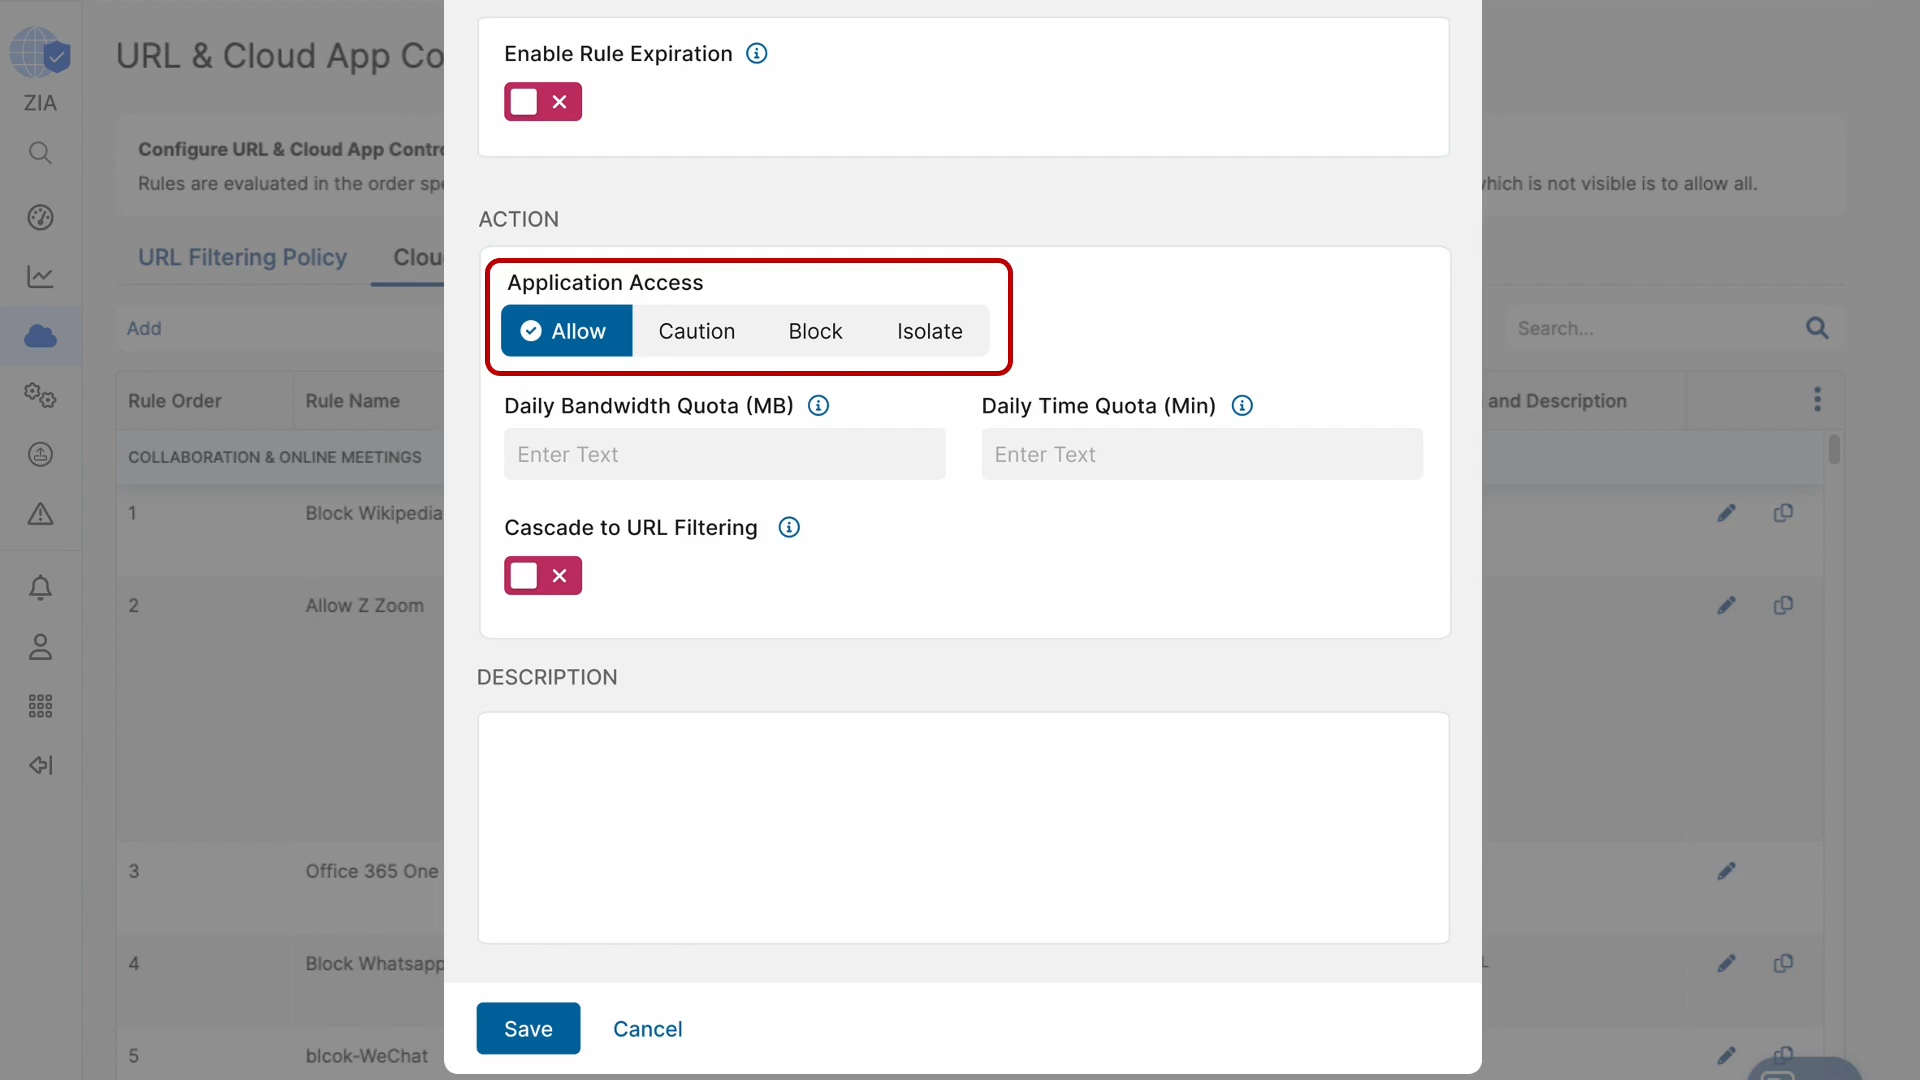 URL & Cloud App Co
ZIA
Configure URL & Cloud App Contro
Rules are evaluated in the order spe
which is not visible is to allow all.
URL Filtering Policy
Clou
Add
Search...
Rule Order
Rule Name
and Description
COLLABORATION & ONLINE MEETINGS
1
Block Wikipedia
2
Allow Z Zoom
3
Office 365 One
4
Block Whatsapp
L
5
blcok-WeChat
Enable Rule Expiration
ACTION
Application Access
Allow
Caution
Block
Isolate
Daily Bandwidth Quota (MB)
Daily Time Quota (Min)
Enter Text
Enter Text
Cascade to URL Filtering
DESCRIPTION
Save
Cancel